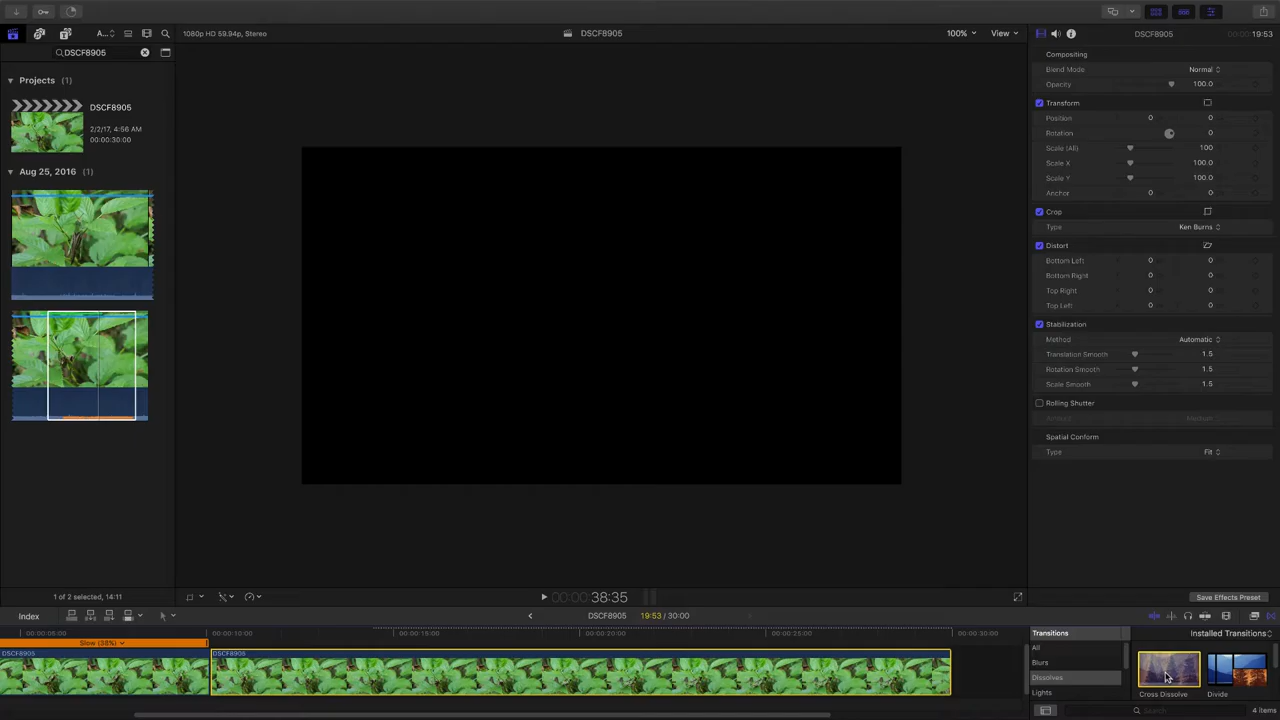 1080p HD 59.94p, Stereo
DSCF8905
100%
View
DSCF8905
19:53
A...
DSCF8905
Projects (1)
DSCF8905
2/2/17, 4:56 AM
00:00:30:00
Aug 25, 2016 (1)
1 of 2 selected, 14:11
00:00:38:35
Compositing
Blend Mode Normal
Opacity 100.0
Transform
Position 0 0
Rotation 0
Scale (All) 100
Scale X 100.0
Scale Y 100.0
Anchor 0 0
Crop
Type Ken Burns
Distort
Bottom Left 0 0
Bottom Right 0 0
Top Right 0 0
Top Left 0 0
Stabilization
Method Automatic
Translation Smooth 1.5
Rotation Smooth 1.5
Scale Smooth 1.5
Rolling Shutter
Spatial Conform
Type Fit
Save Effects Preset
Index
DSCF8905
19:53 / 30:00
00:00:05:00
00:00:10:00
00:00:15:00
00:00:20:00
00:00:25:00
00:00:30:00
Slow (38%)
DSCF8905
DSCF8905
Transitions
Installed Transitions
All
Blurs
Dissolves
Lights
Cross Dissolve
Divide
Search
4 items